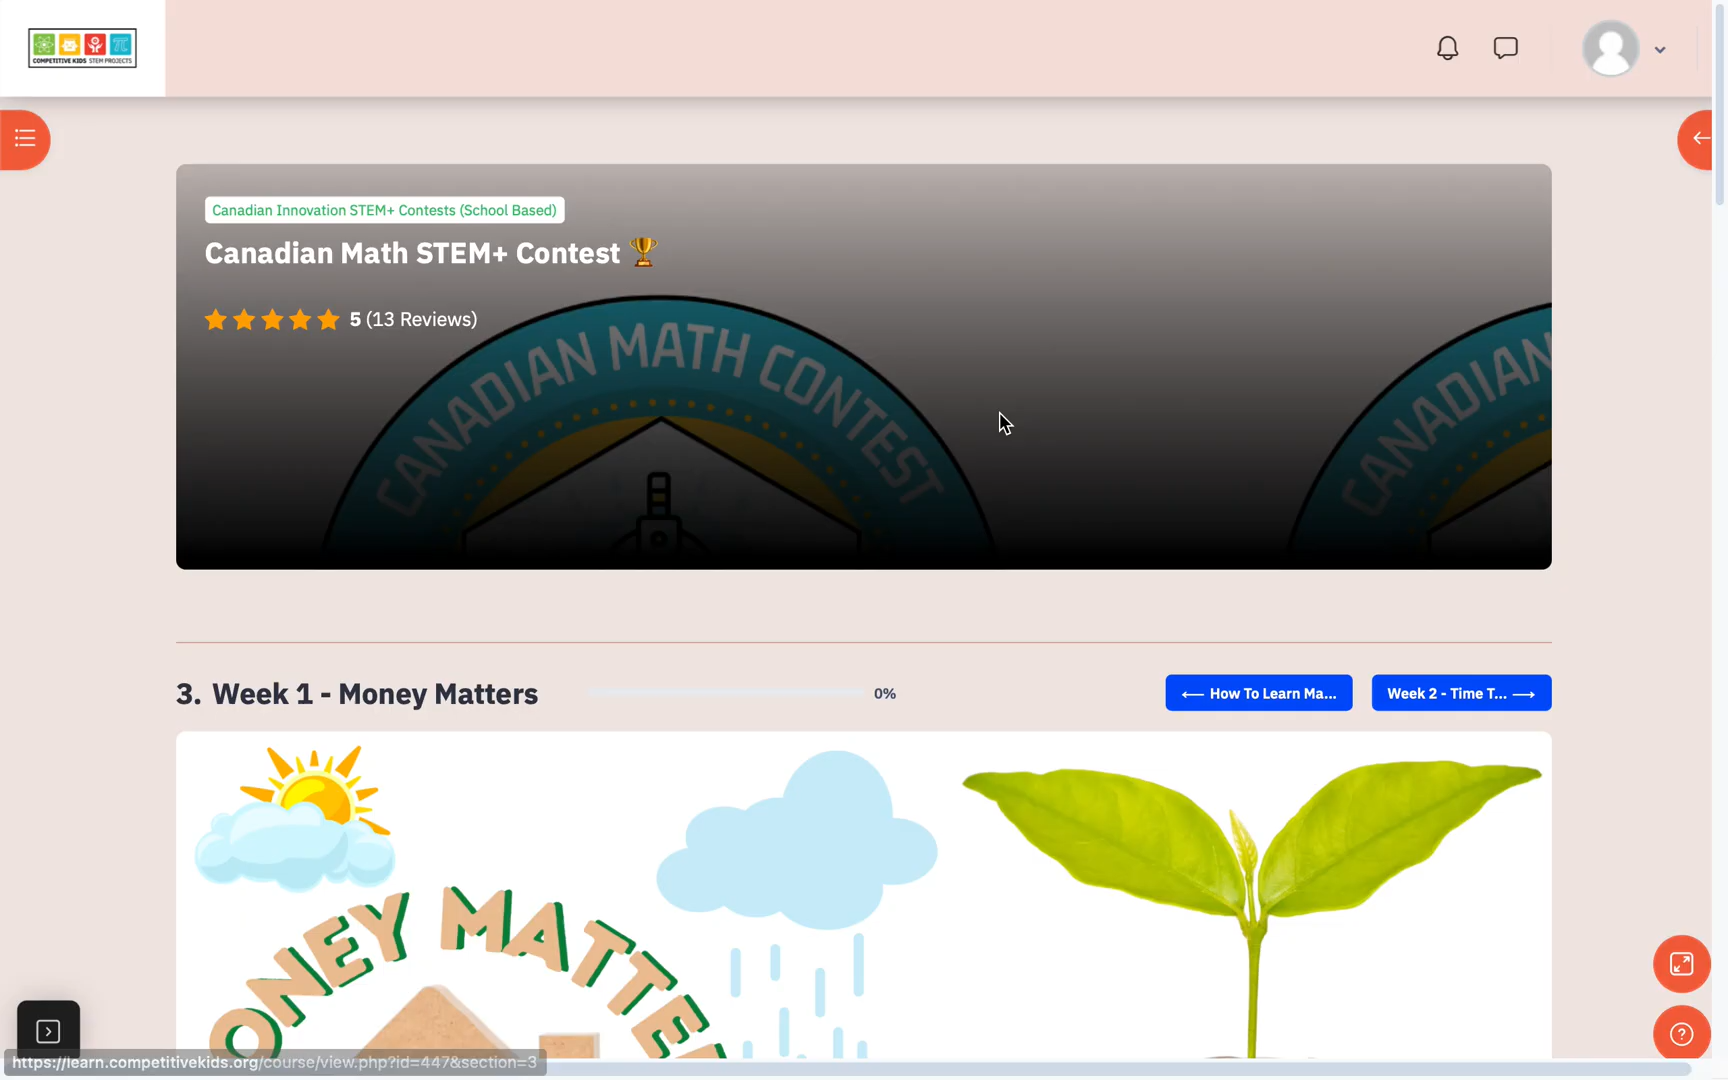 COMPETITIVE KIDS STEM PROJECTS
Canadian Innovation STEM+ Contests (School Based)
Canadian Math STEM+ Contest
5 (13 Reviews)
CANADIAN MATH CONTEST
CANADIAN
3. Week 1 - Money Matters
0%
← How To Learn Ma...
Week 2 - Time T... →
ONEY MATTE
https://learn.competitivekids.org/course/view.php?id=447&section=3